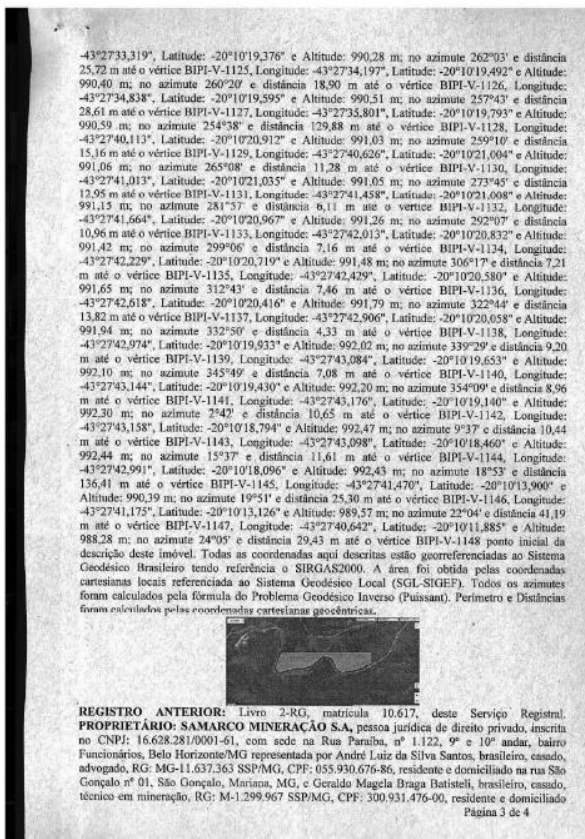 -43°27'33,319", Latitude: -20°10'19,376" e Altitude: 990,28 m; no azimute 262°03' e distância
25,72 m até o vértice BIPI-V-1125, Longitude: -43°27'34,197", Latitude: -20°10'19,492" e Altitude:
990,40 m; no azimute 260°20' e distância 18,90 m até o vértice BIPI-V-1126, Longitude:
-43°27'34,838", Latitude: -20°10'19,595" e Altitude: 990,51 m; no azimute 257°43' e distância
28,61 m até o vértice BIPI-V-1127, Longitude: -43°27'35,801", Latitude: -20°10'19,793" e Altitude:
990,59 m; no azimute 254°38' e distância 129,88 m até o vértice BIPI-V-1128, Longitude:
-43°27'40,113", Latitude: -20°10'20,912" e Altitude: 991,03 m; no azimute 259°10' e distância
15,16 m até o vértice BIPI-V-1129, Longitude: -43°27'40,626", Latitude: -20°10'21,004" e Altitude:
991,06 m; no azimute 265°08' e distância 11,28 m até o vértice BIPI-V-1130, Longitude:
-43°27'41,013", Latitude: -20°10'21,035" e Altitude: 991,05 m; no azimute 273°45' e distância
12,95 m até o vértice BIPI-V-1131, Longitude: -43°27'41,458", Latitude: -20°10'21,008" e Altitude:
991,15 m; no azimute 281°57' e distância 6,11 m até o vértice BIPI-V-1132, Longitude:
-43°27'41,664", Latitude: -20°10'20,967" e Altitude: 991,26 m; no azimute 292°07' e distância
10,96 m até o vértice BIPI-V-1133, Longitude: -43°27'42,013", Latitude: -20°10'20,832" e Altitude:
991,42 m; no azimute 299°06' e distância 7,16 m até o vértice BIPI-V-1134, Longitude:
-43°27'42,229", Latitude: -20°10'20,719" e Altitude: 991,48 m; no azimute 306°17' e distância 7,21
m até o vértice BIPI-V-1135, Longitude: -43°27'42,429", Latitude: -20°10'20,580" e Altitude:
991,65 m; no azimute 312°43' e distância 7,46 m até o vértice BIPI-V-1136, Longitude:
-43°27'42,618", Latitude: -20°10'20,416" e Altitude: 991,79 m; no azimute 322°44' e distância
13,82 m até o vértice BIPI-V-1137, Longitude: -43°27'42,906", Latitude: -20°10'20,058" e Altitude:
991,94 m; no azimute 332°50' e distância 4,33 m até o vértice BIPI-V-1138, Longitude:
-43°27'42,974", Latitude: -20°10'19,933" e Altitude: 992,02 m; no azimute 339°29' e distância 9,20
m até o vértice BIPI-V-1139, Longitude: -43°27'43,084", Latitude: -20°10'19,653" e Altitude:
992,10 m; no azimute 345°49' e distância 7,08 m até o vértice BIPI-V-1140, Longitude:
-43°27'43,144", Latitude: -20°10'19,430" e Altitude: 992,20 m; no azimute 354°09' e distância 8,96
m até o vértice BIPI-V-1141, Longitude: -43°27'43,176", Latitude: -20°10'19,140" e Altitude:
992,30 m; no azimute 2°42' e distância 10,65 m até o vértice BIPI-V-1142, Longitude:
-43°27'43,158", Latitude: -20°10'18,794" e Altitude: 992,47 m; no azimute 9°37' e distância 10,44
m até o vértice BIPI-V-1143, Longitude: -43°27'43,098", Latitude: -20°10'18,460" e Altitude:
992,44 m; no azimute 15°37' e distância 11,61 m até o vértice BIPI-V-1144, Longitude:
-43°27'42,991", Latitude: -20°10'18,096" e Altitude: 992,43 m; no azimute 18°53' e distância
136,41 m até o vértice BIPI-V-1145, Longitude: -43°27'41,470", Latitude: -20°10'13,900" e
Altitude: 990,39 m; no azimute 19°51' e distância 25,30 m até o vértice BIPI-V-1146, Longitude:
-43°27'41,175", Latitude: -20°10'13,126" e Altitude: 989,57 m; no azimute 22°04' e distância 41,19
m até o vértice BIPI-V-1147, Longitude: -43°27'40,642", Latitude: -20°10'11,885" e Altitude:
988,28 m; no azimute 24°05' e distância 29,43 m até o vértice BIPI-V-1148 ponto inicial da
descrição deste imóvel. Todas as coordenadas aqui descritas estão georreferenciadas ao Sistema
Geodésico Brasileiro tendo referência o SIRGAS2000. A área foi obtida pelas coordenadas
cartesianas locais referenciada ao Sistema Geodésico Local (SGL-SIGEF). Todos os azimutes
foram calculados pela fórmula do Problema Geodésico Inverso (Puissant). Perímetro e Distâncias
foram calculados pelas coordenadas cartesianas geocêntricas.
REGISTRO ANTERIOR: Livro 2-RG, matrícula 10.617, deste Serviço Registral.
PROPRIETÁRIO: SAMARCO MINERAÇÃO S.A, pessoa jurídica de direito privado, inscrita
no CNPJ: 16.628.281/0001-61, com sede na Rua Paraíba, nº 1.122, 9º e 10º andar, bairro
Funcionários, Belo Horizonte/MG representada por André Luiz da Silva Santos, brasileiro, casado,
advogado, RG: MG-11.637.363 SSP/MG, CPF: 055.930.676-86, residente e domiciliado na rua São
Gonçalo nº 01, São Gonçalo, Mariana, MG, e Geraldo Magela Braga Batisteli, brasileiro, casado,
técnico em mineração, RG: M-1.299.967 SSP/MG, CPF: 300.931.476-00, residente e domiciliado
Página 3 de 4